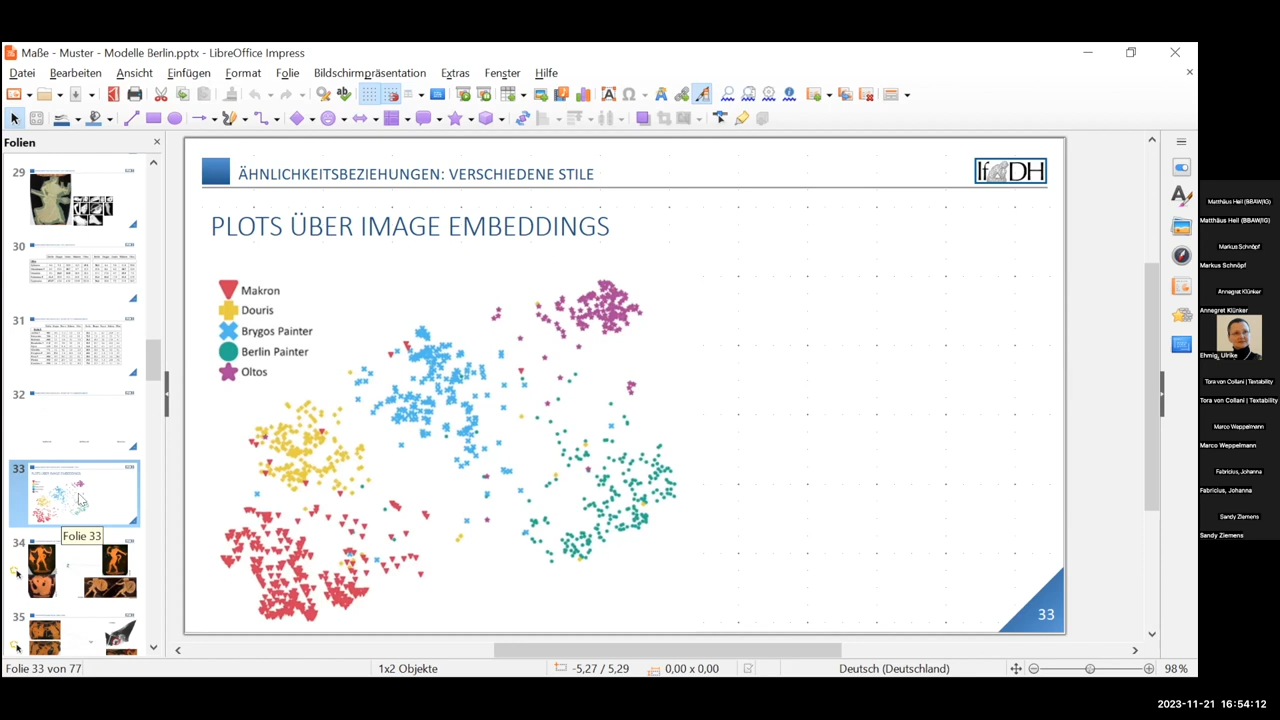 Maße - Muster - Modelle Berlin.pptx - LibreOffice Impress
Datei Bearbeiten Ansicht Einfügen Format Folie Bildschirmpräsentation Extras Fenster Hilfe
Folien
29
30
31
32
33
Folie 33
34
35
ÄHNLICHKEITSBEZIEHUNGEN: VERSCHIEDENE STILE
IfDH
PLOTS ÜBER IMAGE EMBEDDINGS
Makron
Douris
Brygos Painter
Berlin Painter
Oltos
33
Matthäus Heil (BBAW/IG)
Matthäus Heil (BBAW/IG)
Markus Schnöpf
Markus Schnöpf
Annegret Klünker
Annegret Klünker
Ehmig, Ulrike
Tora von Collani | Textability
Tora von Collani | Textability
Marco Weppelmann
Marco Weppelmann
Fabricius, Johanna
Fabricius, Johanna
Sandy Ziemens
Sandy Ziemens
Folie 33 von 77
1x2 Objekte
-5,27 / 5,29
0,00 x 0,00
Deutsch (Deutschland)
98%
2023-11-21 16:54:12